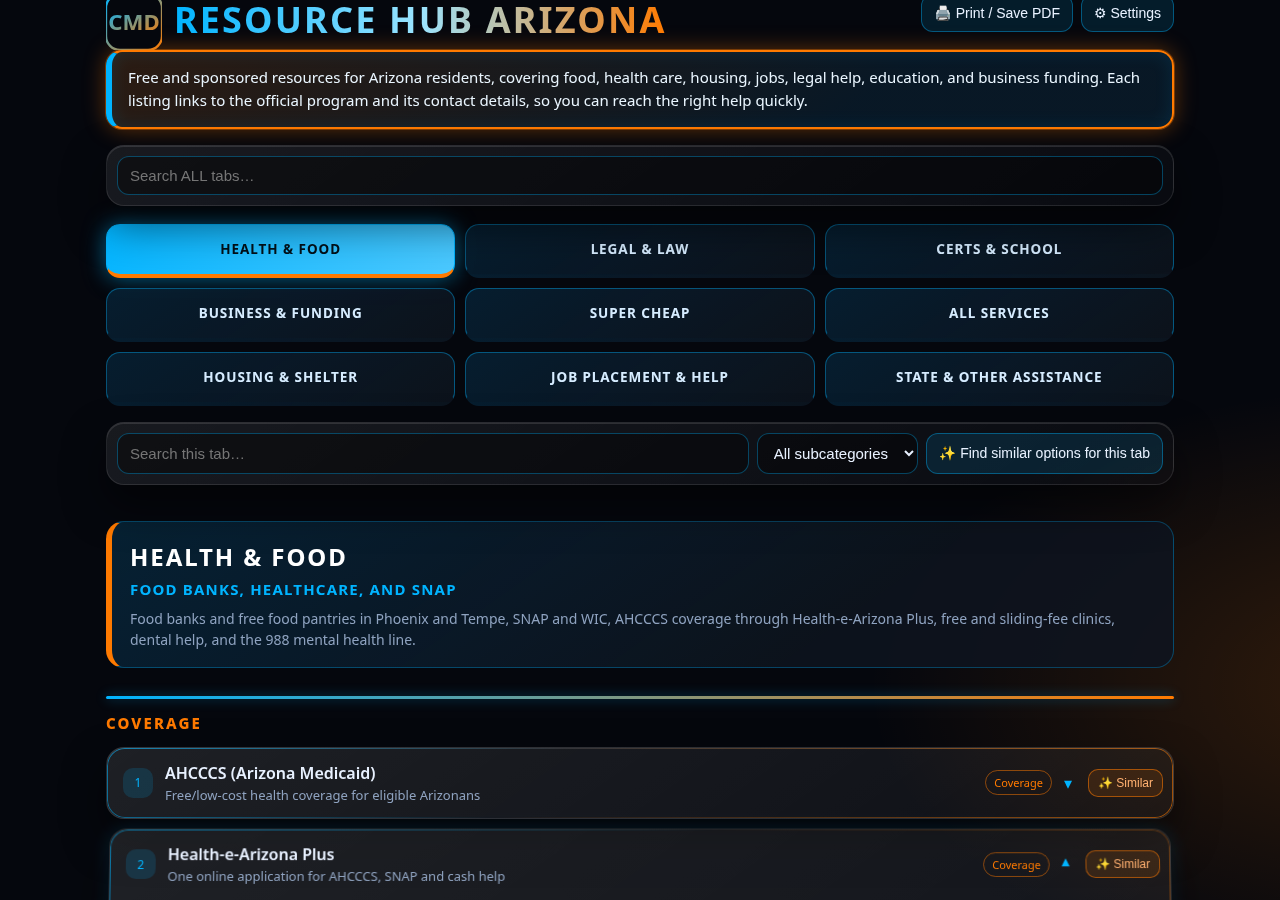 CMD
RESOURCE HUB ARIZONA
🖨️ Print / Save PDF
⚙ Settings
Free and sponsored resources for Arizona residents, covering food, health care, housing, jobs, legal help, education, and business funding. Each
listing links to the official program and its contact details, so you can reach the right help quickly.
Search ALL tabs…
HEALTH & FOOD
LEGAL & LAW
CERTS & SCHOOL
BUSINESS & FUNDING
SUPER CHEAP
ALL SERVICES
HOUSING & SHELTER
JOB PLACEMENT & HELP
STATE & OTHER ASSISTANCE
Search this tab…
All subcategories
✨ Find similar options for this tab
HEALTH & FOOD
FOOD BANKS, HEALTHCARE, AND SNAP
Food banks and free food pantries in Phoenix and Tempe, SNAP and WIC, AHCCCS coverage through Health-e-Arizona Plus, free and sliding-fee clinics,
dental help, and the 988 mental health line.
COVERAGE
1
AHCCCS (Arizona Medicaid)
Free/low-cost health coverage for eligible Arizonans
Coverage
▼
✨ Similar
2
Health-e-Arizona Plus
One online application for AHCCCS, SNAP and cash help
Coverage
▲
✨ Similar